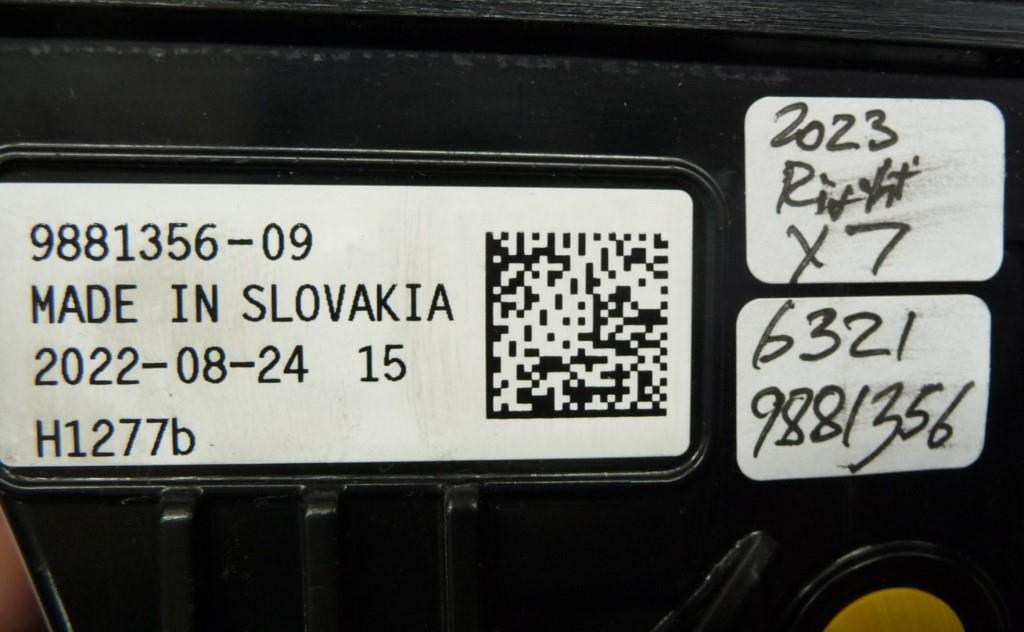 9881356-09
MADE IN SLOVAKIA
2022-08-24 15
H1277b
2023
Right
X7
6321
9881356